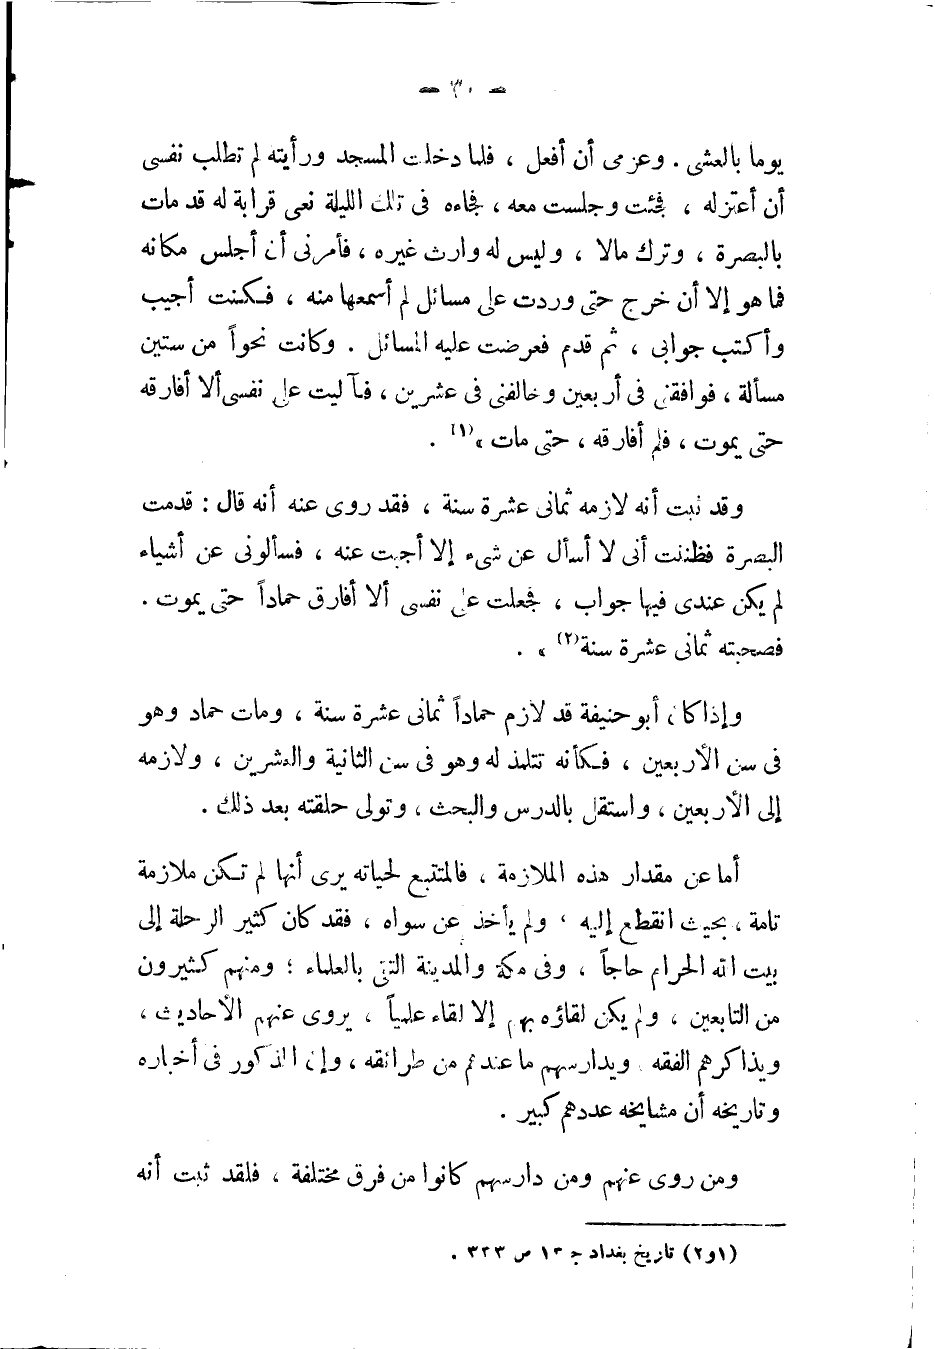 — ٣٠ —
يوما بالعشى . وعزمى أن أفعل ، فلما دخلت المسجد ورأيته لم تطلب نفسى
أن أعتزله ، فجئت وجلست معه ، فجاءه فى تلك الليلة نعى قرابة له قد مات
بالبصرة ، وترك مالا ، وليس له وارث غيره ، فأمرنى أن أجلس مكانه
فما هو إلا أن خرج حتى وردت على مسائل لم أسمعها منه ، فكنت أجيب
وأكتب جوابى ، ثم قدم فعرضت عليه المسائل . وكانت نحواً من ستين
مسألة ، فوافقنى فى أربعين وخالفنى فى عشرين ، فآليت على نفسى ألا أفارقه
حتى يموت ، فلم أفارقه ، حتى مات » (١) .
وقد ثبت أنه لازمه ثمانى عشرة سنة ، فقد روى عنه أنه قال : قدمت
البصرة فظننت أنى لا أسأل عن شىء إلا أجبت عنه ، فسألونى عن أشياء
لم يكن عندى فيها جواب ، فجعلت على نفسى ألا أفارق حماداً حتى يموت .
فصحبته ثمانى عشرة سنة (٢) » .
وإذا كان أبو حنيفة قد لازم حماداً ثمانى عشرة سنة ، ومات حماد وهو
فى سن الأربعين ، فكأنه تتلمذ له وهو فى سن الثانية والعشرين ، ولازمه
إلى الأربعين ، واستقل بالدرس والبحث ، وتولى حلقته بعد ذلك .
أما عن مقدار هذه الملازمة ، فالمتتبع لحياته يرى أنها لم تكن ملازمة
تامة ، بحيث انقطع إليه ، ولم يأخذ عن سواه ، فقد كان كثير الرحلة إلى
بيت الله الحرام حاجاً ، وفى مكة والمدينة التقى بالعلماء ؛ ومنهم كثيرون
من التابعين ، ولم يكن لقاؤه بهم إلا لقاء علمياً ، يروى عنهم الأحاديث ،
ويذاكرهم الفقه ويدارسهم ما عندهم من طرائقه ، وإن المذكور فى أخباره
وتاريخه أن مشايخه عددهم كبير .
ومن روى عنهم ومن دارسهم كانوا من فرق مختلفة ، فلقد ثبت أنه
(١و٢) تاريخ بغداد ج ١٣ ص ٣٣٣ .